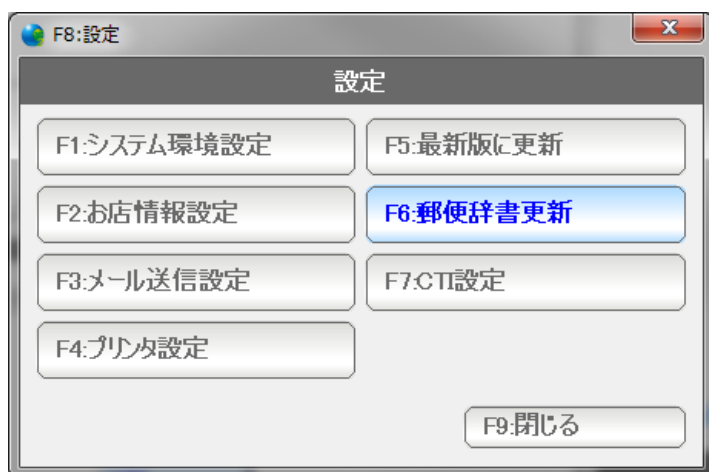 F8:設定
設定
F1:システム環境設定
F5:最新版に更新
F2:お店情報設定
F6:郵便辞書更新
F3:メール送信設定
F7:CTI設定
F4:プリンタ設定
F9:閉じる